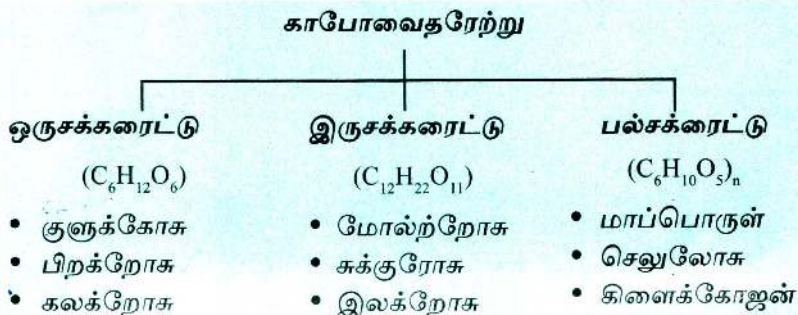 காபோவைதரேற்று
ஒருசக்கரைட்டு இருசக்கரைட்டு பல்சக்ரைட்டு
(C₆H₁₂O₆) (C₁₂H₂₂O₁₁) (C₆H₁₀O₅)ₙ
• குளுக்கோசு • மோல்ற்றோசு • மாப்பொருள்
• பிறக்றோசு • சுக்குரோசு • செலுலோசு
• கலக்றோசு • இலக்றோசு • கிளைக்கோஜன்